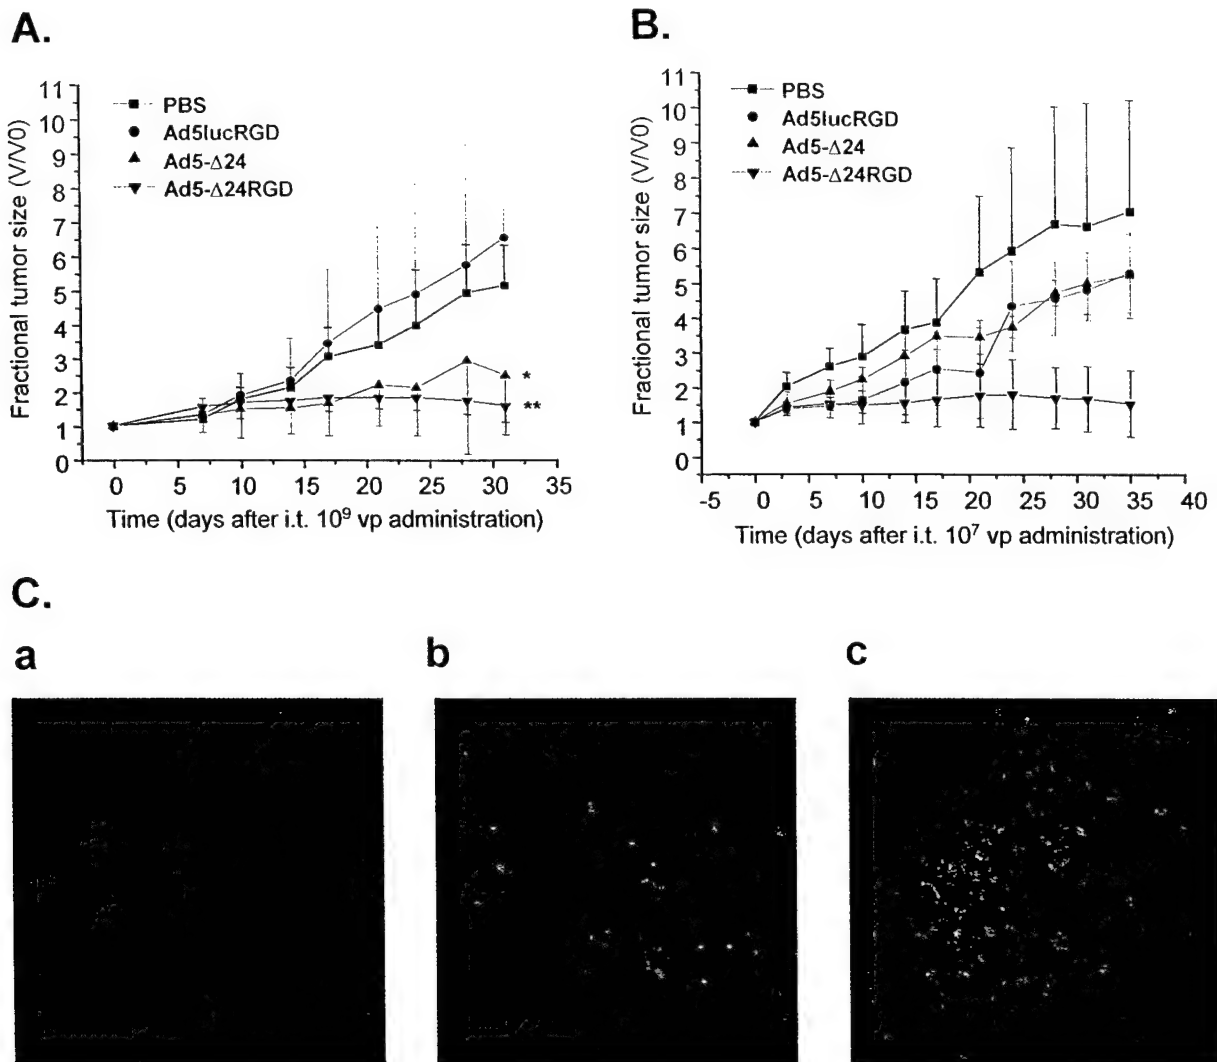 A.
11
10
9
8
7
6
5
4
3
2
1
0
Fractional tumor size (V/V0)
PBS
Ad5lucRGD
Ad5-Δ24
Ad5-Δ24RGD
*
**
0 5 10 15 20 25 30 35
Time (days after i.t. 10⁹ vp administration)
B.
11
10
9
8
7
6
5
4
3
2
1
0
Fractional tumor size (V/V0)
PBS
Ad5lucRGD
Ad5-Δ24
Ad5-Δ24RGD
-5 0 5 10 15 20 25 30 35 40
Time (days after i.t. 10⁷ vp administration)
C.
a b c